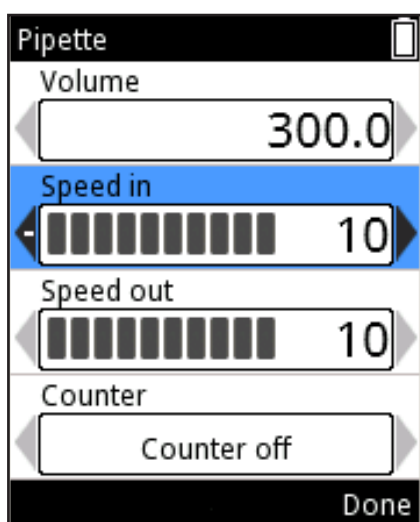 Pipette
Volume
300.0
Speed in
- 10
Speed out
10
Counter
Counter off
Done